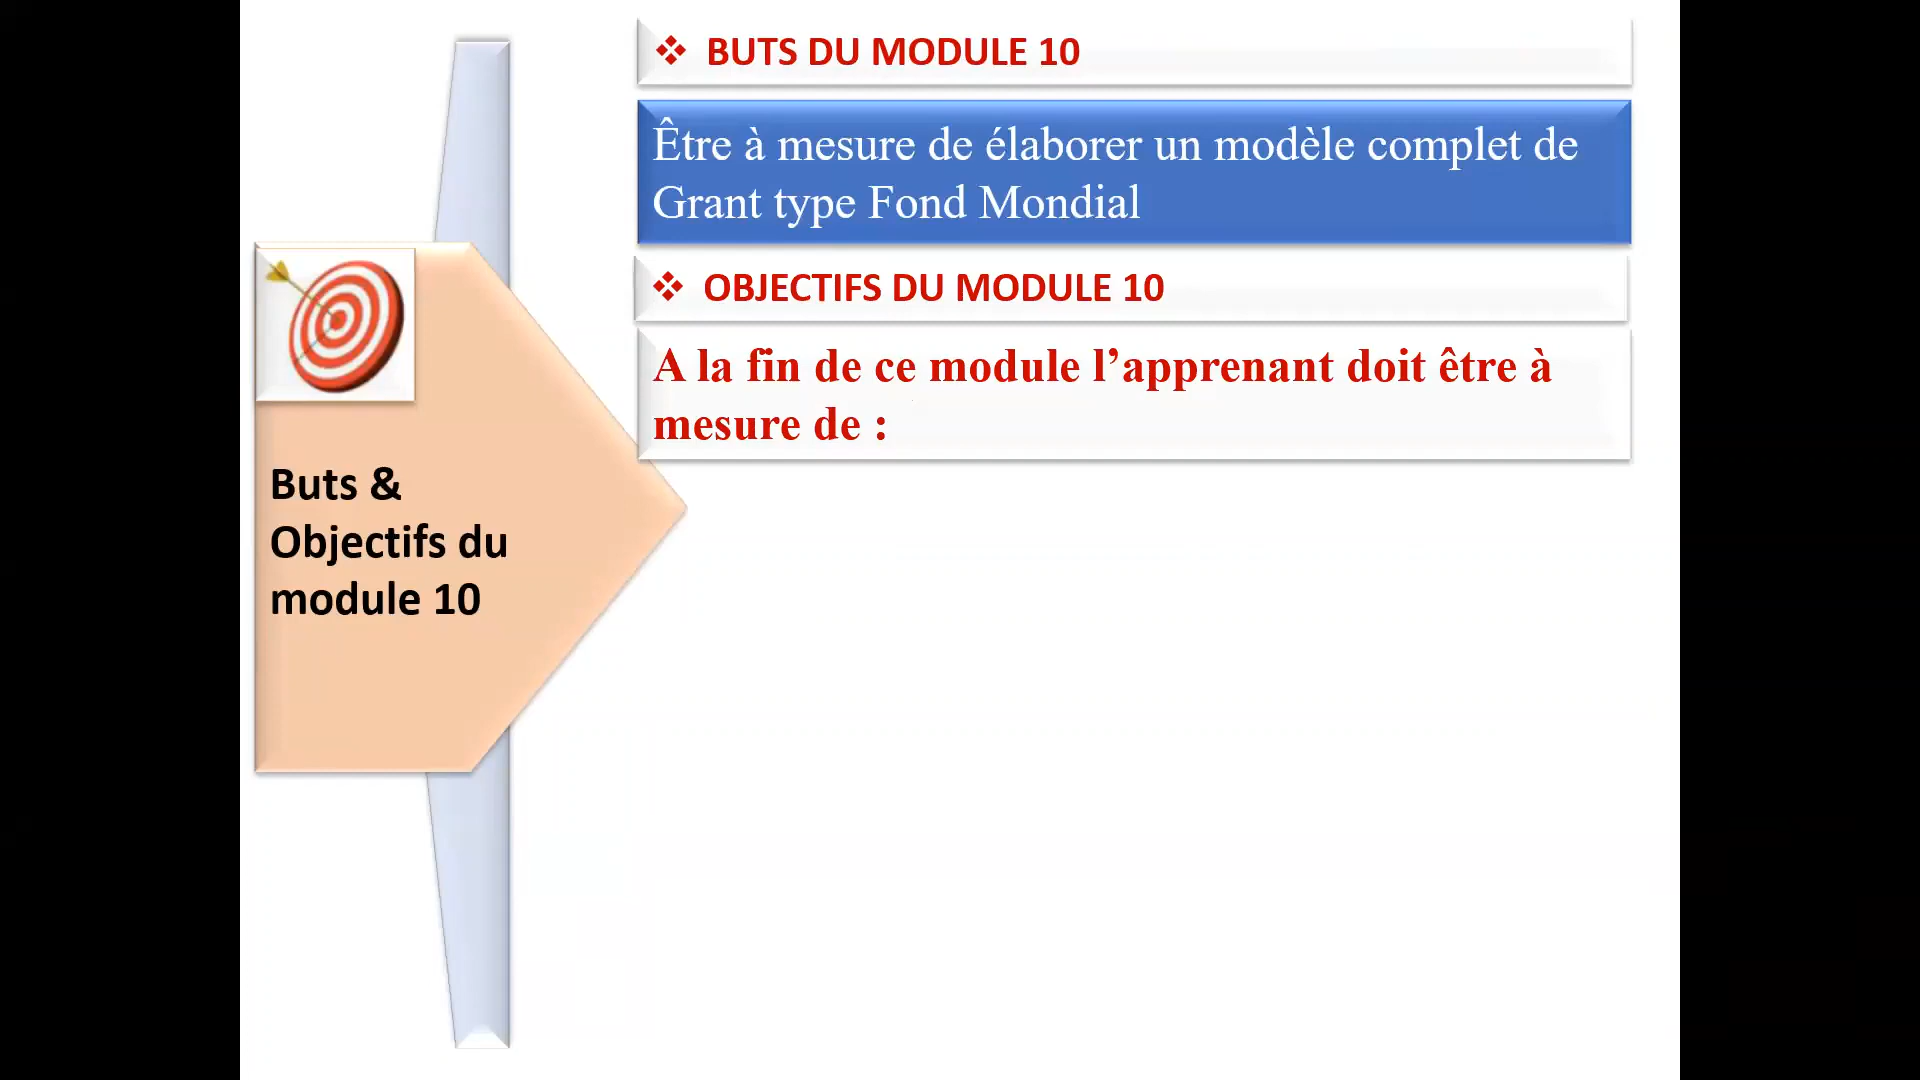 BUTS DU MODULE 10
Être à mesure de élaborer un modèle complet de
Grant type Fond Mondial
OBJECTIFS DU MODULE 10
A la fin de ce module l’apprenant doit être à
mesure de :
Buts &
Objectifs du
module 10